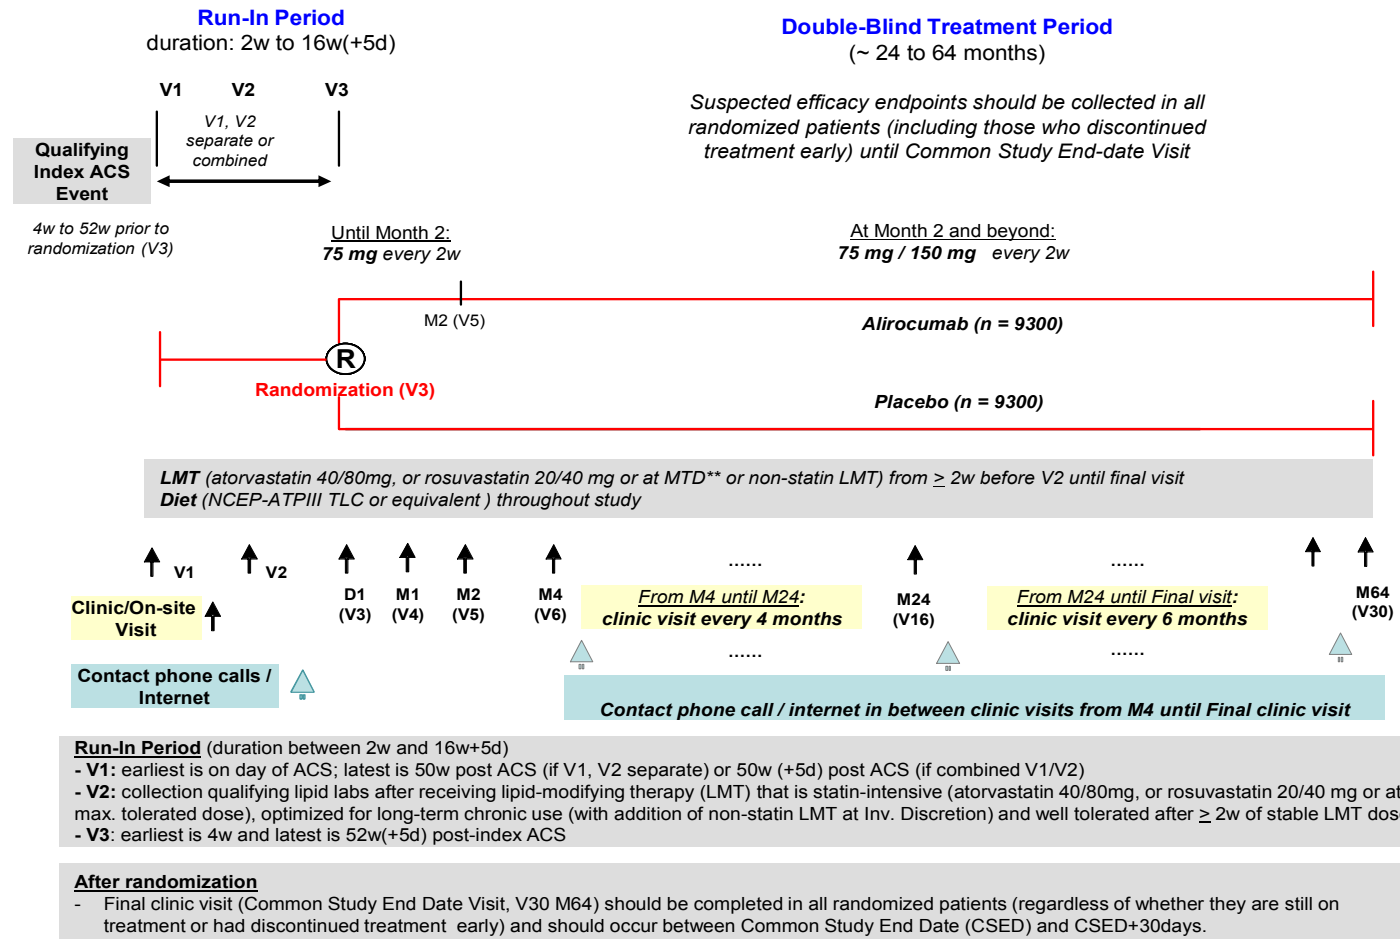 Run-In Period
duration: 2w to 16w(+5d)
Double-Blind Treatment Period
(~ 24 to 64 months)
V1 V2 V3
V1, V2
separate or
combined
Suspected efficacy endpoints should be collected in all
randomized patients (including those who discontinued
treatment early) until Common Study End-date Visit
Qualifying
Index ACS
Event
4w to 52w prior to
randomization (V3)
Until Month 2:
75 mg every 2w
At Month 2 and beyond:
75 mg / 150 mg every 2w
M2 (V5)
Alirocumab (n = 9300)
R
Randomization (V3)
Placebo (n = 9300)
LMT (atorvastatin 40/80mg, or rosuvastatin 20/40 mg or at MTD** or non-statin LMT) from ≥ 2w before V2 until final visit
Diet (NCEP-ATPIII TLC or equivalent ) throughout study
V1 V2
D1
(V3)
M1
(V4)
M2
(V5)
M4
(V6)
......
From M4 until M24:
clinic visit every 4 months
......
M24
(V16)
......
From M24 until Final visit:
clinic visit every 6 months
......
M64
(V30)
Clinic/On-site
Visit
Contact phone calls /
Internet
Contact phone call / internet in between clinic visits from M4 until Final clinic visit
Run-In Period (duration between 2w and 16w+5d)
- V1: earliest is on day of ACS; latest is 50w post ACS (if V1, V2 separate) or 50w (+5d) post ACS (if combined V1/V2)
- V2: collection qualifying lipid labs after receiving lipid-modifying therapy (LMT) that is statin-intensive (atorvastatin 40/80mg, or rosuvastatin 20/40 mg or at
max. tolerated dose), optimized for long-term chronic use (with addition of non-statin LMT at Inv. Discretion) and well tolerated after ≥ 2w of stable LMT dos
- V3: earliest is 4w and latest is 52w(+5d) post-index ACS
After randomization
- Final clinic visit (Common Study End Date Visit, V30 M64) should be completed in all randomized patients (regardless of whether they are still on
treatment or had discontinued treatment early) and should occur between Common Study End Date (CSED) and CSED+30days.